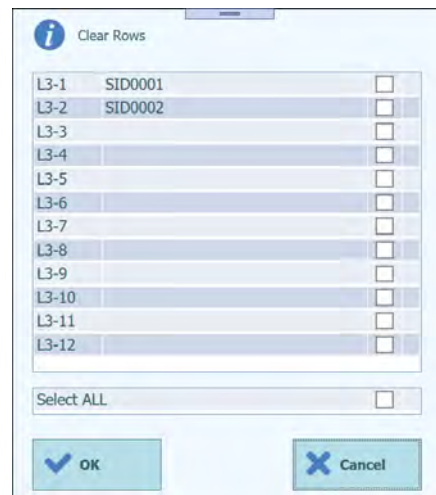 Clear Rows
L3-1 SID0001
L3-2 SID0002
L3-3
L3-4
L3-5
L3-6
L3-7
L3-8
L3-9
L3-10
L3-11
L3-12
Select ALL
OK Cancel